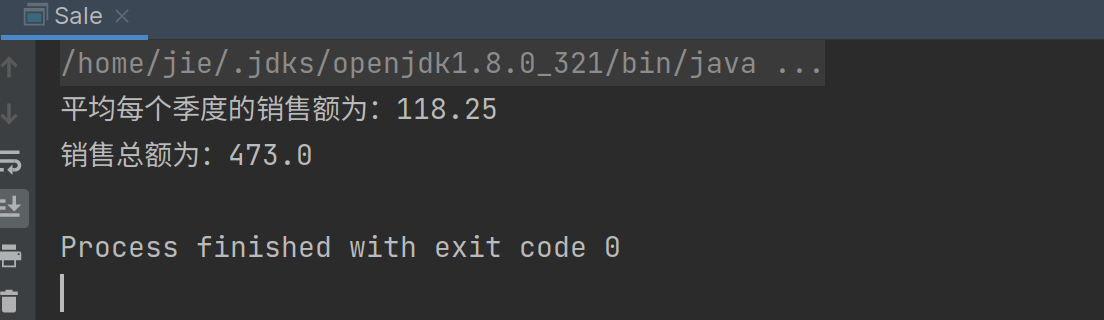 Sale
/home/jie/.jdks/openjdk1.8.0_321/bin/java ...
平均每个季度的销售额为：118.25
销售总额为：473.0
Process finished with exit code 0